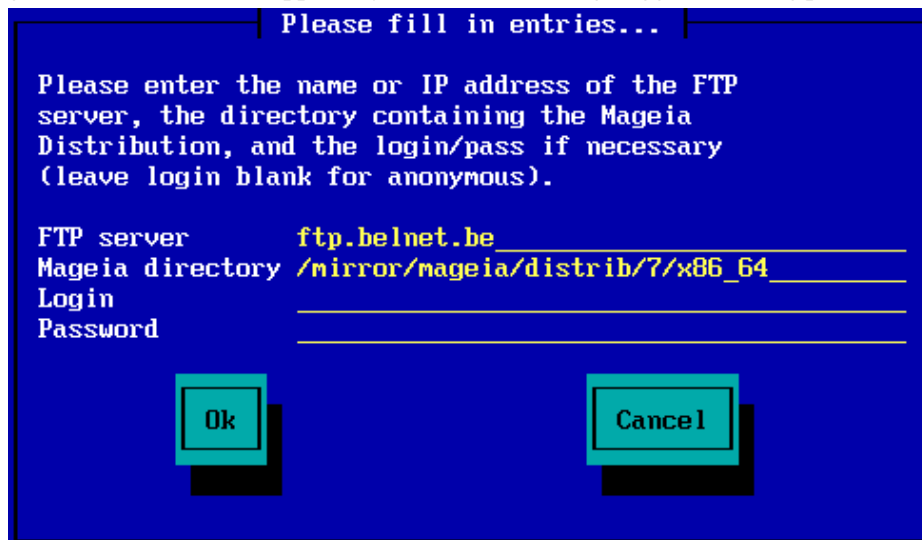 Please fill in entries...
Please enter the name or IP address of the FTP
server, the directory containing the Mageia
Distribution, and the login/pass if necessary
(leave login blank for anonymous).
FTP server ftp.belnet.be
Mageia directory /mirror/mageia/distrib/7/x86_64
Login
Password
Ok Cancel